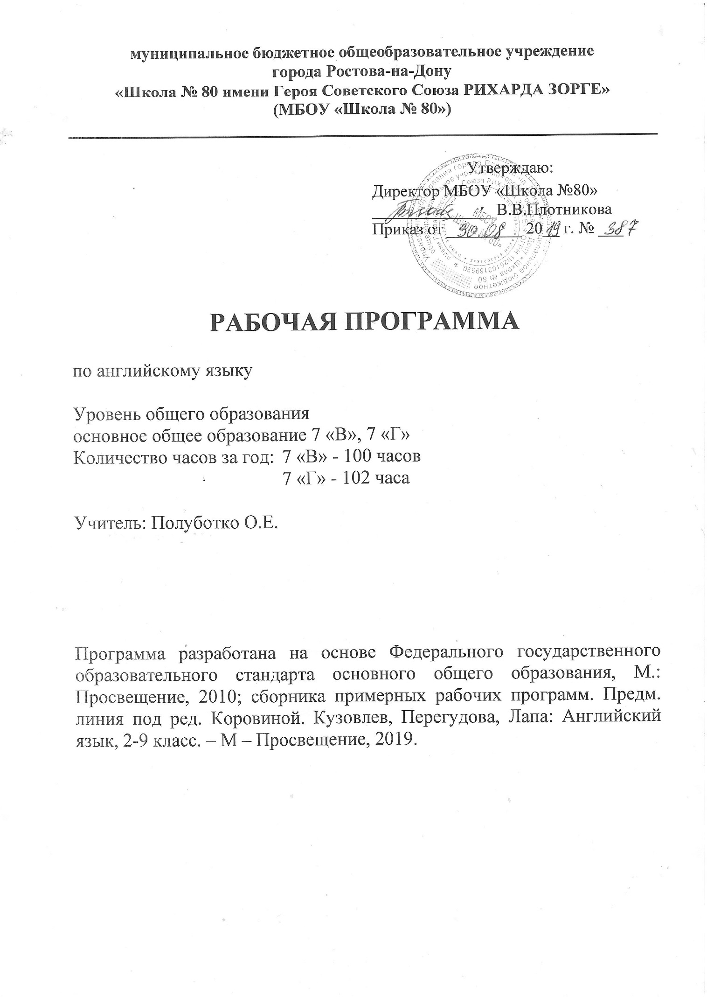 муниципальное бюджетное общеобразовательное учреждение
города Ростова-на-Дону
«Школа № 80 имени Героя Советского Союза РИХАРДА ЗОРГЕ»
(МБОУ «Школа № 80»)
Утверждаю:
Директор МБОУ «Школа №80»
В.В.Плотникова
Приказ от 30.08 2019 г. № 387
МБОУ
РАБОЧАЯ ПРОГРАММА
по английскому языку
Уровень общего образования
основное общее образование 7 «В», 7 «Г»
Количество часов за год: 7 «В» - 100 часов
7 «Г» - 102 часа
Учитель: Полуботко О.Е.
Программа разработана на основе Федерального государственного
образовательного стандарта основного общего образования, М.:
Просвещение, 2010; сборника примерных рабочих программ. Предм.
линия под ред. Коровиной. Кузовлев, Перегудова, Лапа: Английский
язык, 2-9 класс. – М – Просвещение, 2019.